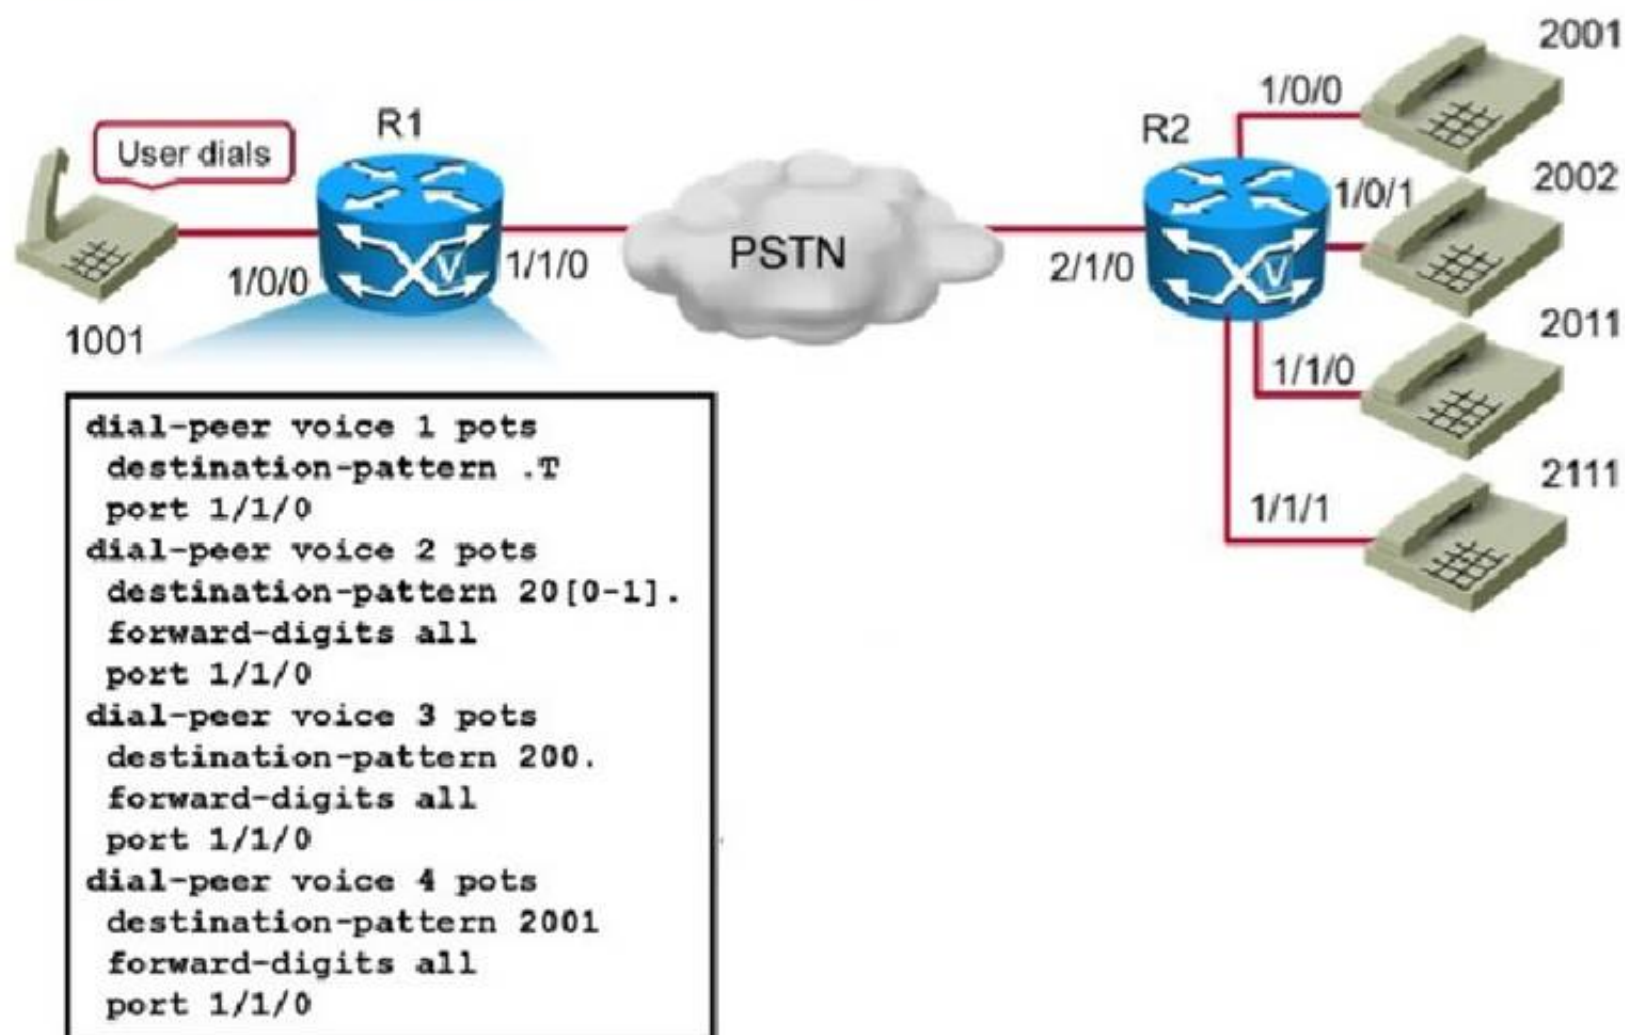 2001
1/0/0
R1
User dials
R2
2002
1/0/1
PSTN
1/0/0
1/1/0
2/1/0
1001
2011
1/1/0
2111
1/1/1
dial-peer voice 1 pots
destination-pattern .T
port 1/1/0
dial-peer voice 2 pots
destination-pattern 20[0-1].
forward-digits all
port 1/1/0
dial-peer voice 3 pots
destination-pattern 200.
forward-digits all
port 1/1/0
dial-peer voice 4 pots
destination-pattern 2001
forward-digits all
port 1/1/0
V
V